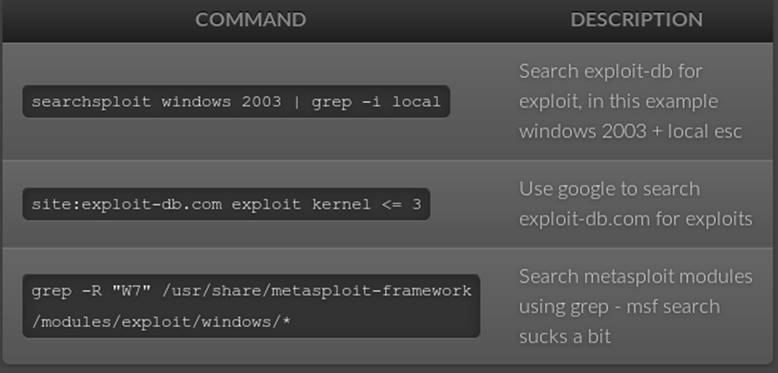 COMMAND DESCRIPTION
searchsploit windows 2003 | grep -i local
Search exploit-db for
exploit, in this example
windows 2003 + local esc
site:exploit-db.com exploit kernel <= 3
Use google to search
exploit-db.com for exploits
grep -R "W7" /usr/share/metasploit-framework
/modules/exploit/windows/*
Search metasploit modules
using grep - msf search
sucks a bit